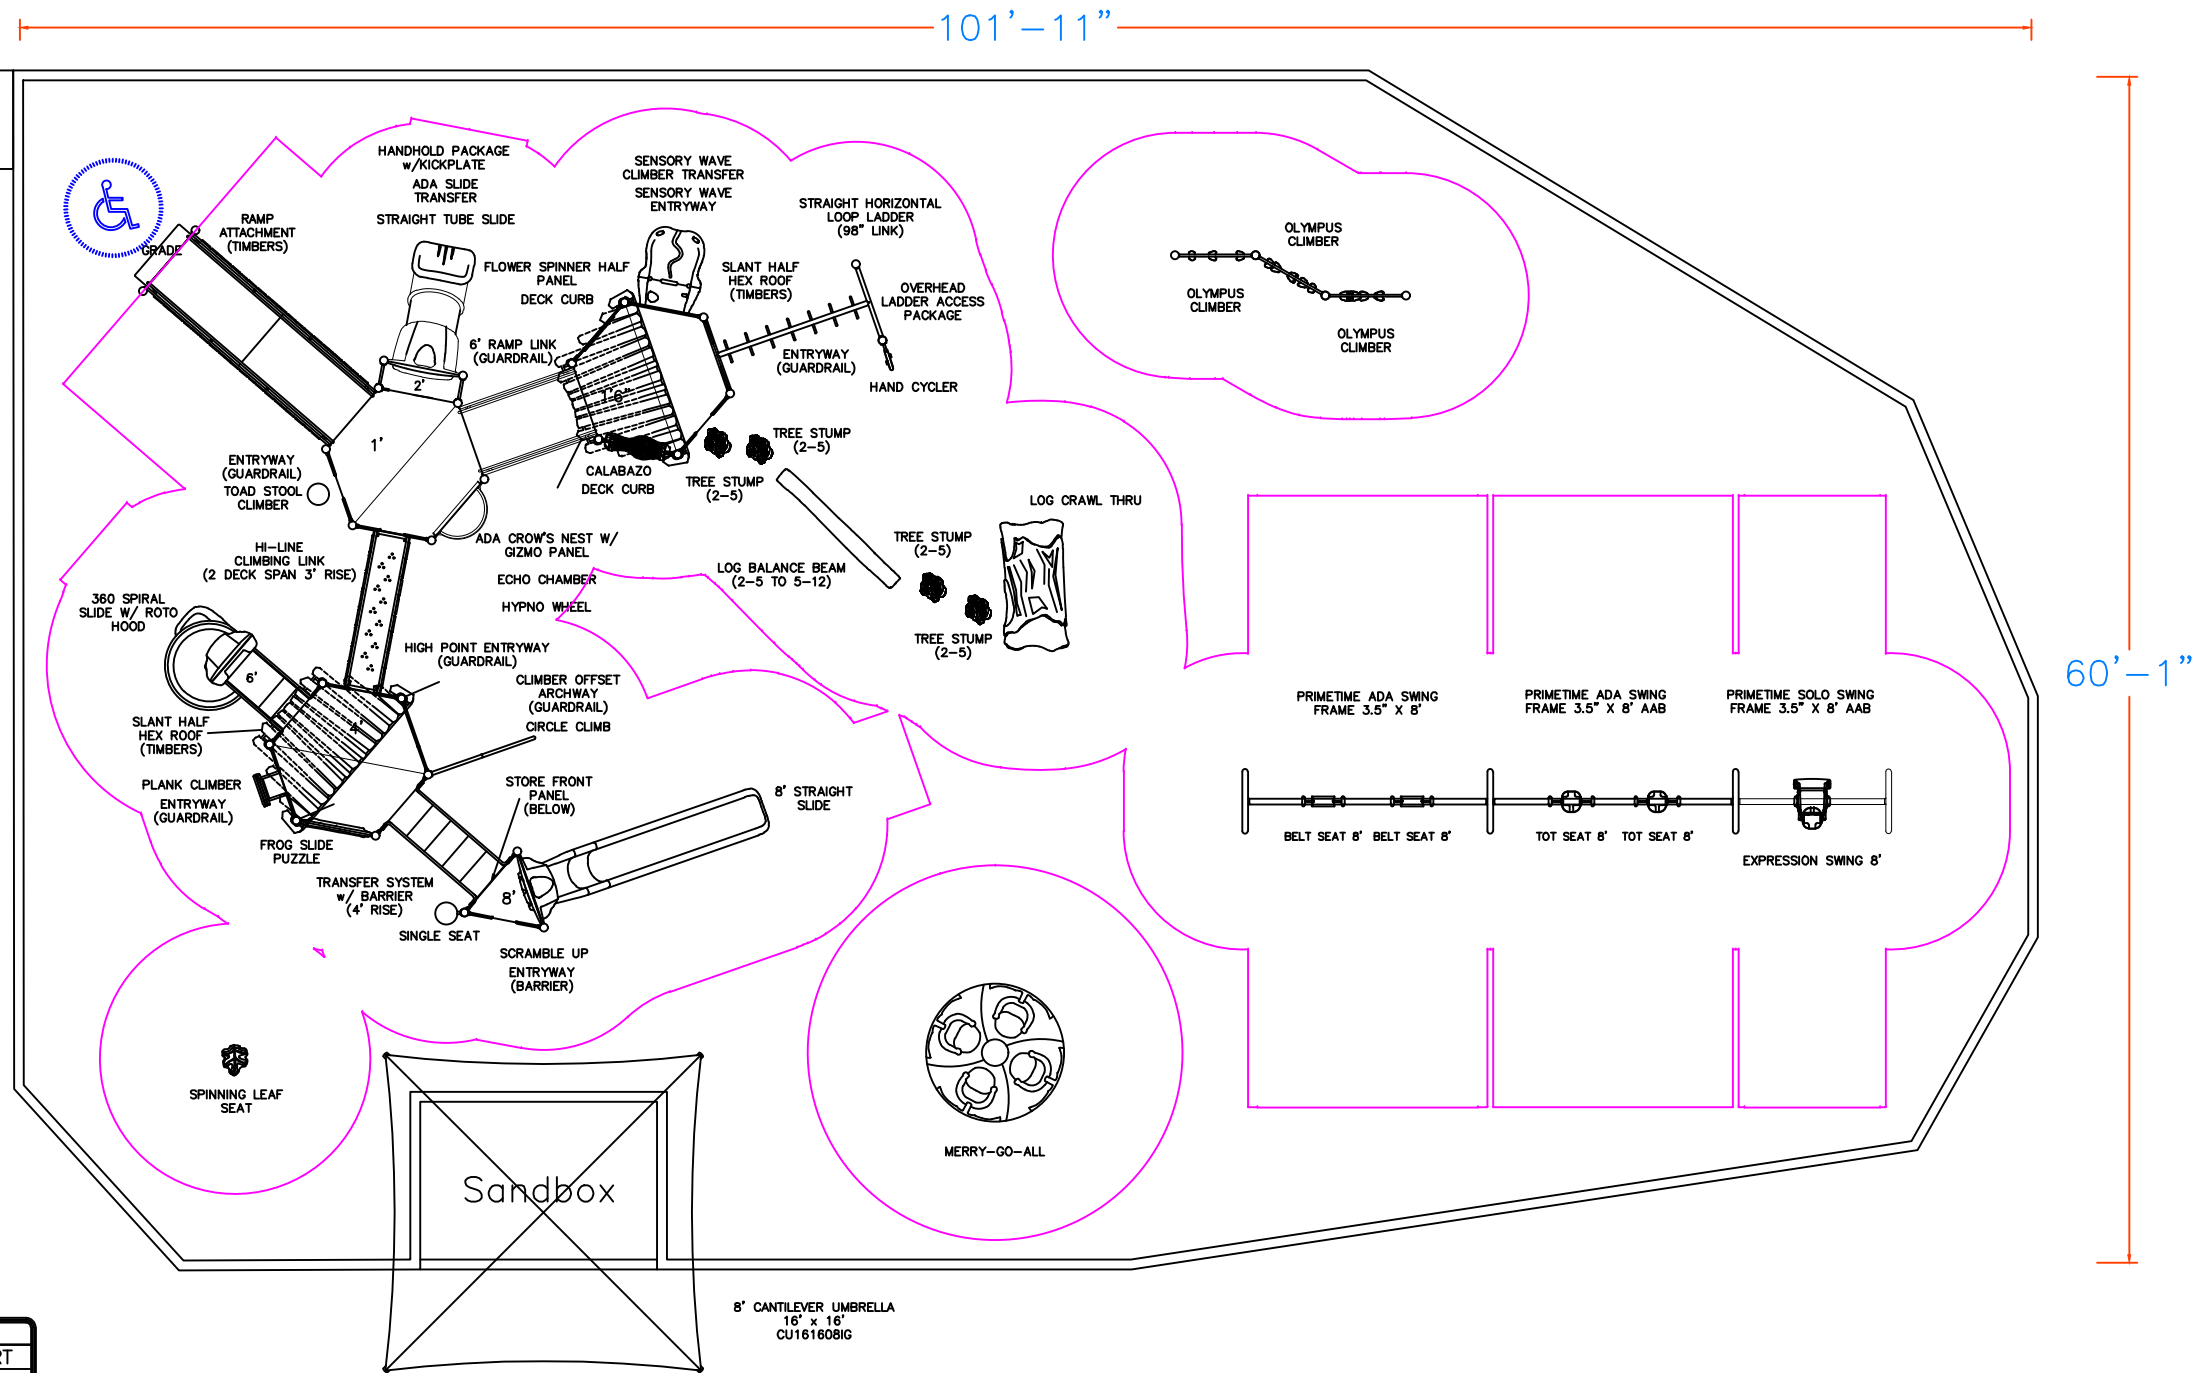 101'-11"
HANDHOLD PACKAGE
w/KICKPLATE
ADA SLIDE
TRANSFER
STRAIGHT TUBE SLIDE
SENSORY WAVE
CLIMBER TRANSFER
SENSORY WAVE
ENTRYWAY
STRAIGHT HORIZONTAL
LOOP LADDER
(98" LINK)
RAMP
ATTACHMENT
(TIMBERS)
GRADE
OLYMPUS
CLIMBER
FLOWER SPINNER HALF
PANEL
DECK CURB
SLANT HALF
HEX ROOF
(TIMBERS)
OVERHEAD
LADDER ACCESS
PACKAGE
OLYMPUS
CLIMBER
OLYMPUS
CLIMBER
6' RAMP LINK
(GUARDRAIL)
ENTRYWAY
(GUARDRAIL)
HAND CYCLER
2'
1'6"
1'
TREE STUMP
(2-5)
ENTRYWAY
(GUARDRAIL)
TOAD STOOL
CLIMBER
CALABAZO
DECK CURB
TREE STUMP
(2-5)
LOG CRAWL THRU
ADA CROW'S NEST W/
GIZMO PANEL
TREE STUMP
(2-5)
HI-LINE
CLIMBING LINK
(2 DECK SPAN 3' RISE)
ECHO CHAMBER
LOG BALANCE BEAM
(2-5 TO 5-12)
HYPNO WHEEL
360 SPIRAL
SLIDE W/ ROTO
HOOD
TREE STUMP
(2-5)
HIGH POINT ENTRYWAY
(GUARDRAIL)
60'-1"
6'
CLIMBER OFFSET
ARCHWAY
(GUARDRAIL)
CIRCLE CLIMB
PRIMETIME ADA SWING
FRAME 3.5" X 8'
PRIMETIME ADA SWING
FRAME 3.5" X 8' AAB
PRIMETIME SOLO SWING
FRAME 3.5" X 8' AAB
SLANT HALF
HEX ROOF
(TIMBERS)
4'
PLANK CLIMBER
ENTRYWAY
(GUARDRAIL)
STORE FRONT
PANEL
(BELOW)
8' STRAIGHT
SLIDE
FROG SLIDE
PUZZLE
BELT SEAT 8'
BELT SEAT 8'
TOT SEAT 8'
TOT SEAT 8'
EXPRESSION SWING 8'
TRANSFER SYSTEM
w/ BARRIER
(4' RISE)
8'
SINGLE SEAT
SCRAMBLE UP
ENTRYWAY
(BARRIER)
SPINNING LEAF
SEAT
MERRY-GO-ALL
Sandbox
8' CANTILEVER UMBRELLA
16' x 16'
CU161608IG